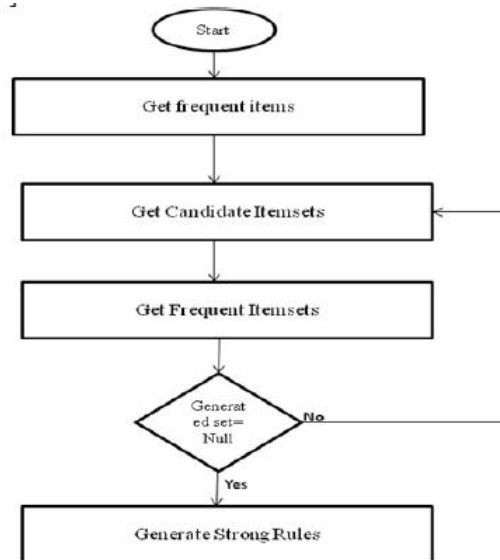 Start
Get frequent items
Get Candidate Itemsets
Get Frequent Itemsets
Generat
ed set=
Null
No
Yes
Generate Strong Rules